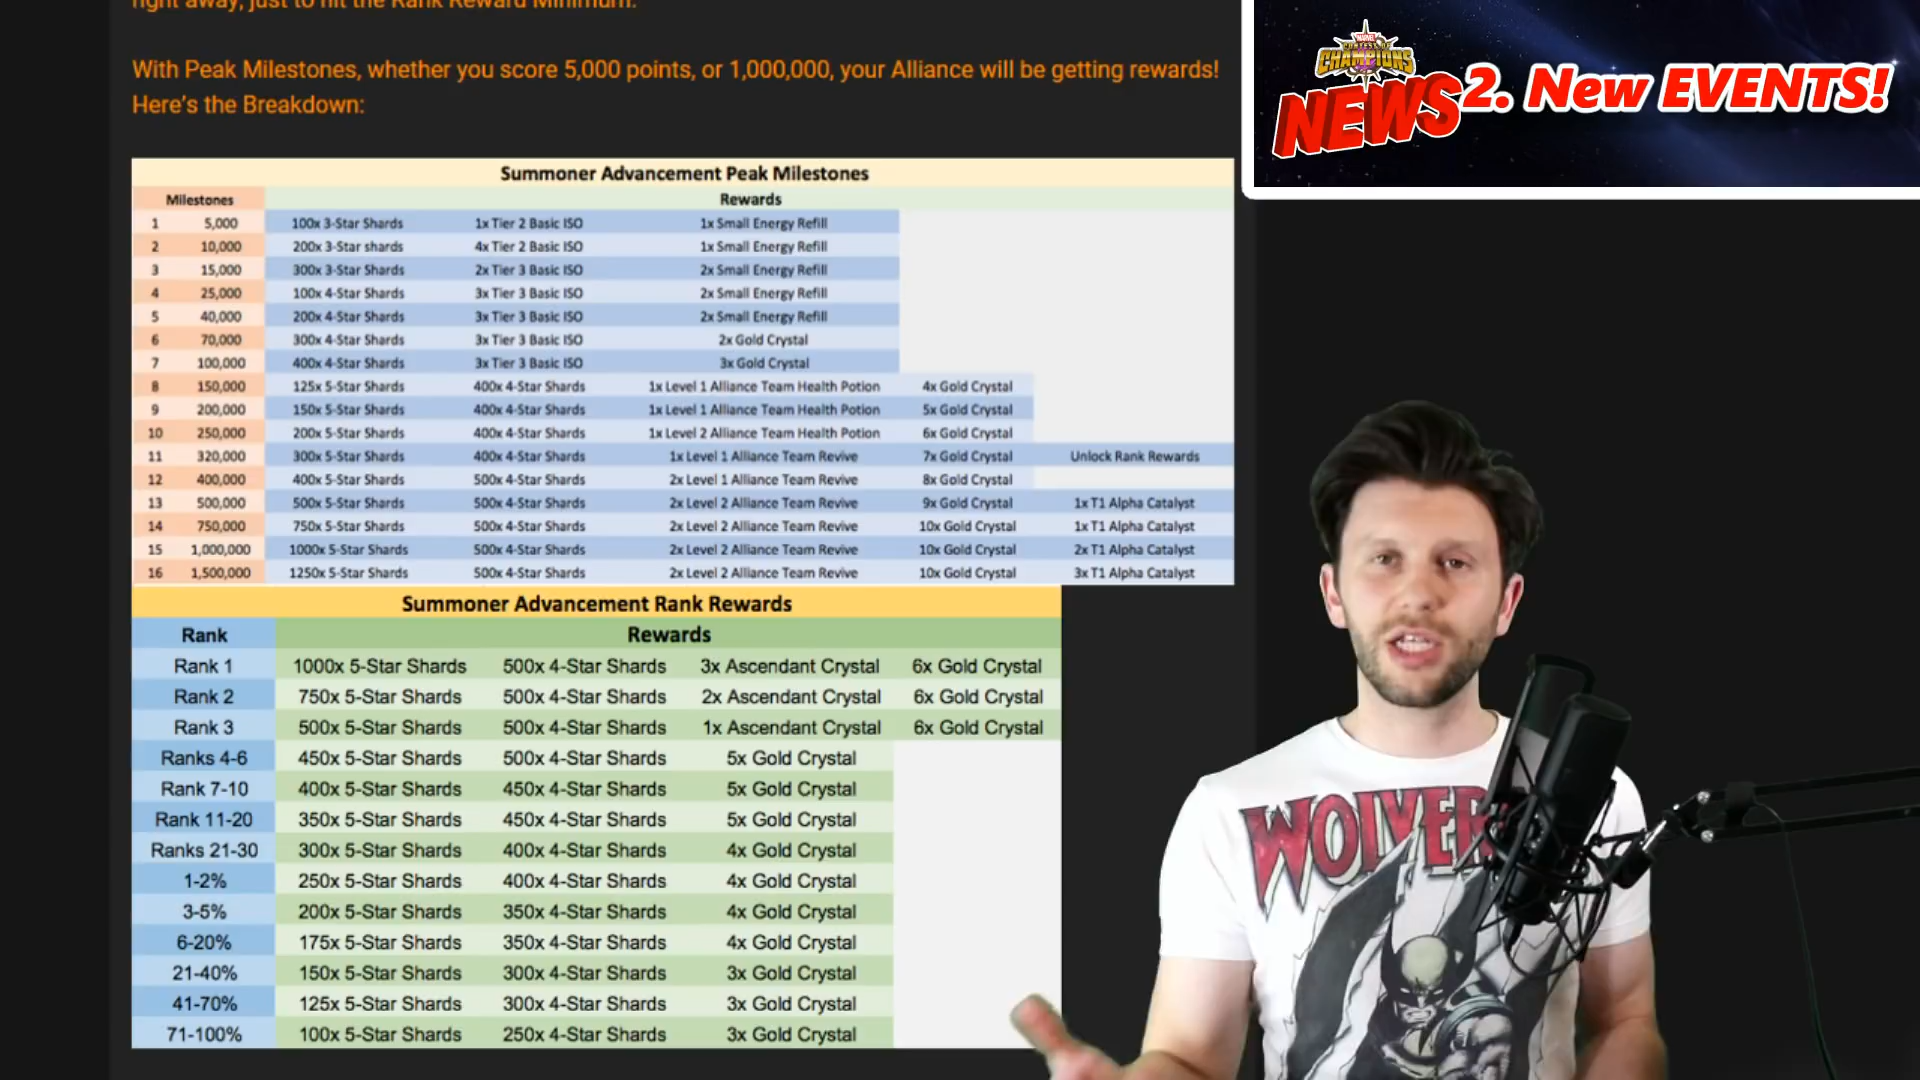 right away, just to hit the Rank Reward Minimum.
With Peak Milestones, whether you score 5,000 points, or 1,000,000, your Alliance will be getting rewards!
Here's the Breakdown:
MARVEL
CONTEST OF
CHAMPIONS
NEWS
2. New EVENTS!
Summoner Advancement Peak Milestones
Milestones Rewards
1 5,000 100x 3-Star Shards 1x Tier 2 Basic ISO 1x Small Energy Refill
2 10,000 200x 3-Star shards 4x Tier 2 Basic ISO 1x Small Energy Refill
3 15,000 300x 3-Star Shards 2x Tier 3 Basic ISO 2x Small Energy Refill
4 25,000 100x 4-Star Shards 3x Tier 3 Basic ISO 2x Small Energy Refill
5 40,000 200x 4-Star Shards 3x Tier 3 Basic ISO 2x Small Energy Refill
6 70,000 300x 4-Star Shards 3x Tier 3 Basic ISO 2x Gold Crystal
7 100,000 400x 4-Star Shards 3x Tier 3 Basic ISO 3x Gold Crystal
8 150,000 125x 5-Star Shards 400x 4-Star Shards 1x Level 1 Alliance Team Health Potion 4x Gold Crystal
9 200,000 150x 5-Star Shards 400x 4-Star Shards 1x Level 1 Alliance Team Health Potion 5x Gold Crystal
10 250,000 200x 5-Star Shards 400x 4-Star Shards 1x Level 2 Alliance Team Health Potion 6x Gold Crystal
11 320,000 300x 5-Star Shards 400x 4-Star Shards 1x Level 1 Alliance Team Revive 7x Gold Crystal Unlock Rank Rewards
12 400,000 400x 5-Star Shards 500x 4-Star Shards 2x Level 1 Alliance Team Revive 8x Gold Crystal
13 500,000 500x 5-Star Shards 500x 4-Star Shards 2x Level 2 Alliance Team Revive 9x Gold Crystal 1x T1 Alpha Catalyst
14 750,000 750x 5-Star Shards 500x 4-Star Shards 2x Level 2 Alliance Team Revive 10x Gold Crystal 1x T1 Alpha Catalyst
15 1,000,000 1000x 5-Star Shards 500x 4-Star Shards 2x Level 2 Alliance Team Revive 10x Gold Crystal 2x T1 Alpha Catalyst
16 1,500,000 1250x 5-Star Shards 500x 4-Star Shards 2x Level 2 Alliance Team Revive 10x Gold Crystal 3x T1 Alpha Catalyst
Summoner Advancement Rank Rewards
Rank Rewards
Rank 1 1000x 5-Star Shards 500x 4-Star Shards 3x Ascendant Crystal 6x Gold Crystal
Rank 2 750x 5-Star Shards 500x 4-Star Shards 2x Ascendant Crystal 6x Gold Crystal
Rank 3 500x 5-Star Shards 500x 4-Star Shards 1x Ascendant Crystal 6x Gold Crystal
Ranks 4-6 450x 5-Star Shards 500x 4-Star Shards 5x Gold Crystal
Rank 7-10 400x 5-Star Shards 450x 4-Star Shards 5x Gold Crystal
Rank 11-20 350x 5-Star Shards 450x 4-Star Shards 5x Gold Crystal
Ranks 21-30 300x 5-Star Shards 400x 4-Star Shards 4x Gold Crystal
1-2% 250x 5-Star Shards 400x 4-Star Shards 4x Gold Crystal
3-5% 200x 5-Star Shards 350x 4-Star Shards 4x Gold Crystal
6-20% 175x 5-Star Shards 350x 4-Star Shards 4x Gold Crystal
21-40% 150x 5-Star Shards 300x 4-Star Shards 3x Gold Crystal
41-70% 125x 5-Star Shards 300x 4-Star Shards 3x Gold Crystal
71-100% 100x 5-Star Shards 250x 4-Star Shards 3x Gold Crystal
WOLVER